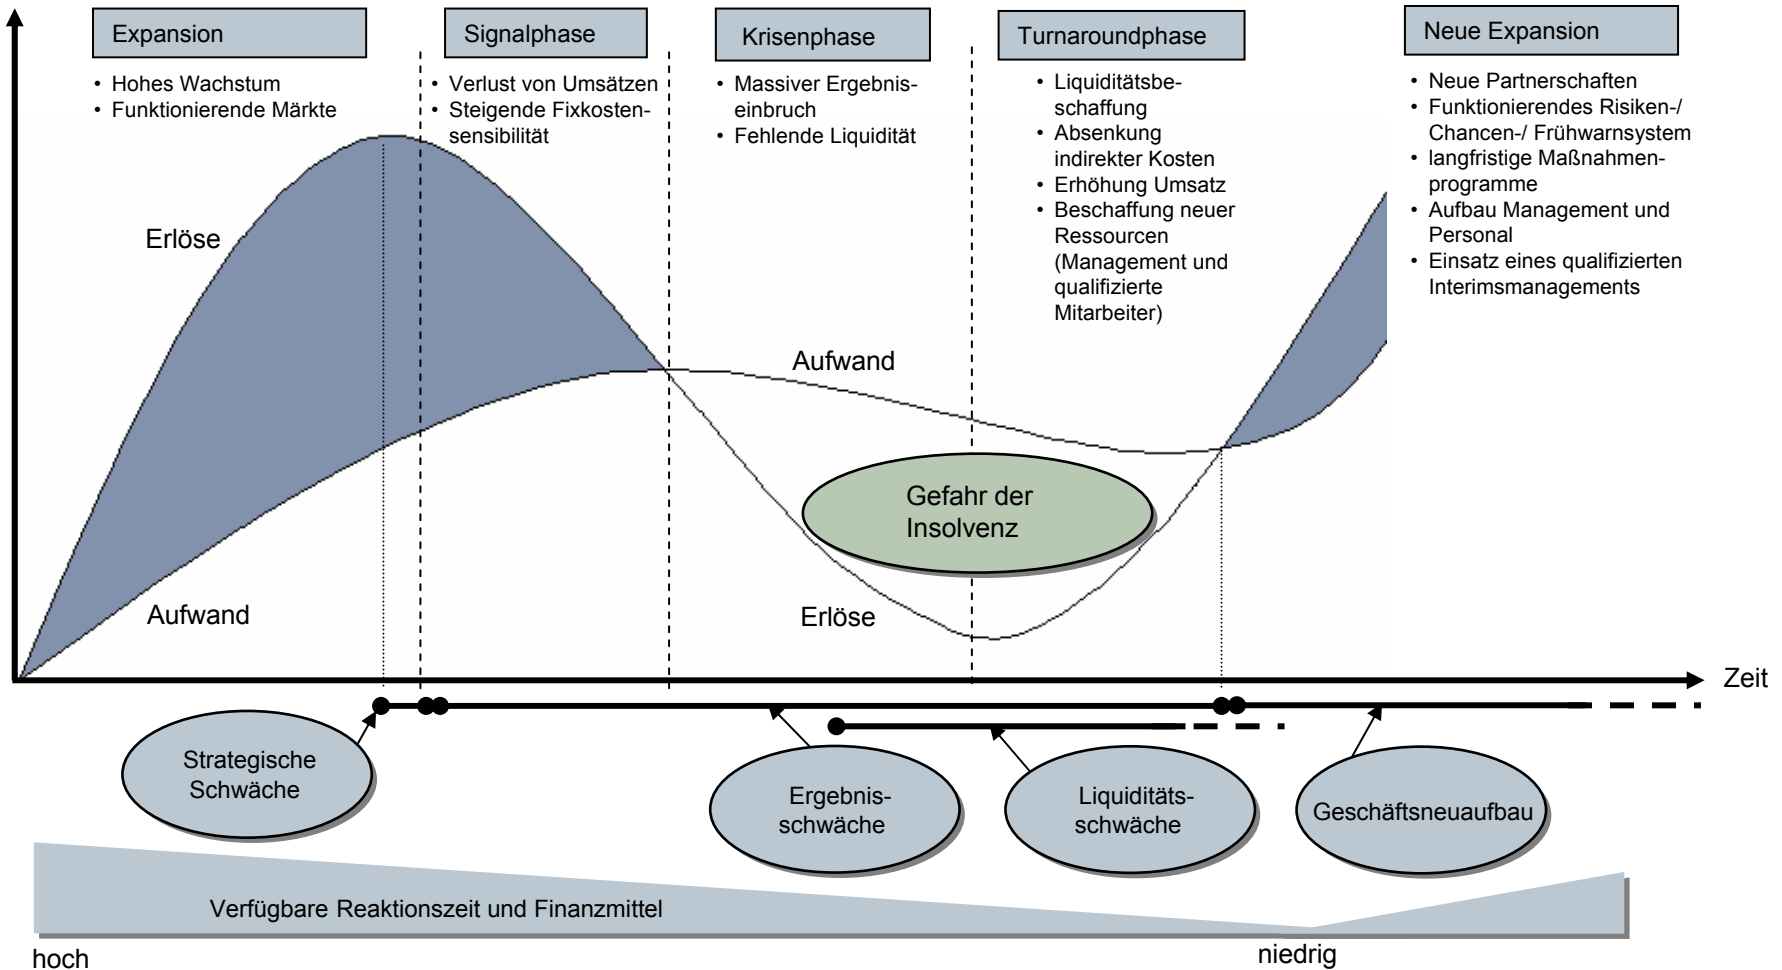 Expansion
• Hohes Wachstum
• Funktionierende Märkte
Signalphase
• Verlust von Umsätzen
• Steigende Fixkosten-
sensibilität
Krisenphase
• Massiver Ergebnis-
einbruch
• Fehlende Liquidität
Turnaroundphase
• Liquiditätsbe-
schaffung
• Absenkung
indirekter Kosten
• Erhöhung Umsatz
• Beschaffung neuer
Ressourcen
(Management und
qualifizierte
Mitarbeiter)
Neue Expansion
• Neue Partnerschaften
• Funktionierendes Risiken-/
Chancen-/ Frühwarnsystem
• langfristige Maßnahmen-
programme
• Aufbau Management und
Personal
• Einsatz eines qualifizierten
Interimsmanagements
Erlöse
Aufwand
Aufwand
Gefahr der
Insolvenz
Erlöse
Zeit
Strategische
Schwäche
Ergebnis-
schwäche
Liquiditäts-
schwäche
Geschäftsneuaufbau
Verfügbare Reaktionszeit und Finanzmittel
hoch
niedrig